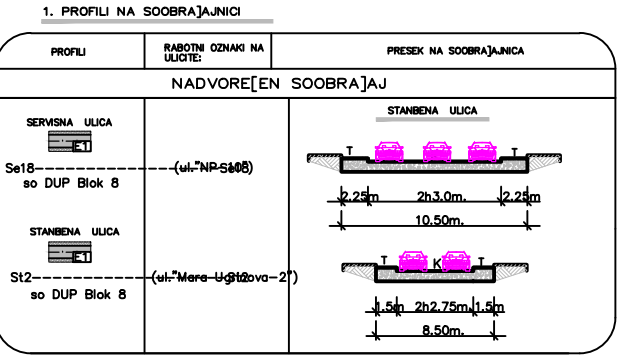 1. PROFILI NA SOOBRA]AJNICI
PROFILI
RABOTNI OZNAKI NA
ULICITE:
PRESEK NA SOOBRA]AJNICA
NADVORE[EN SOOBRA]AJ
SERVISNA ULICA
E1
Se18
so DUP Blok 8
STANBENA ULICA
T T
2.25m 2h3.0m. 2.25m
10.50m.
STANBENA ULICA
E1
St2
so DUP Blok 8
(ul."Mara
T K T
1.5m 2h2.75m. 1.5m
8.50m.